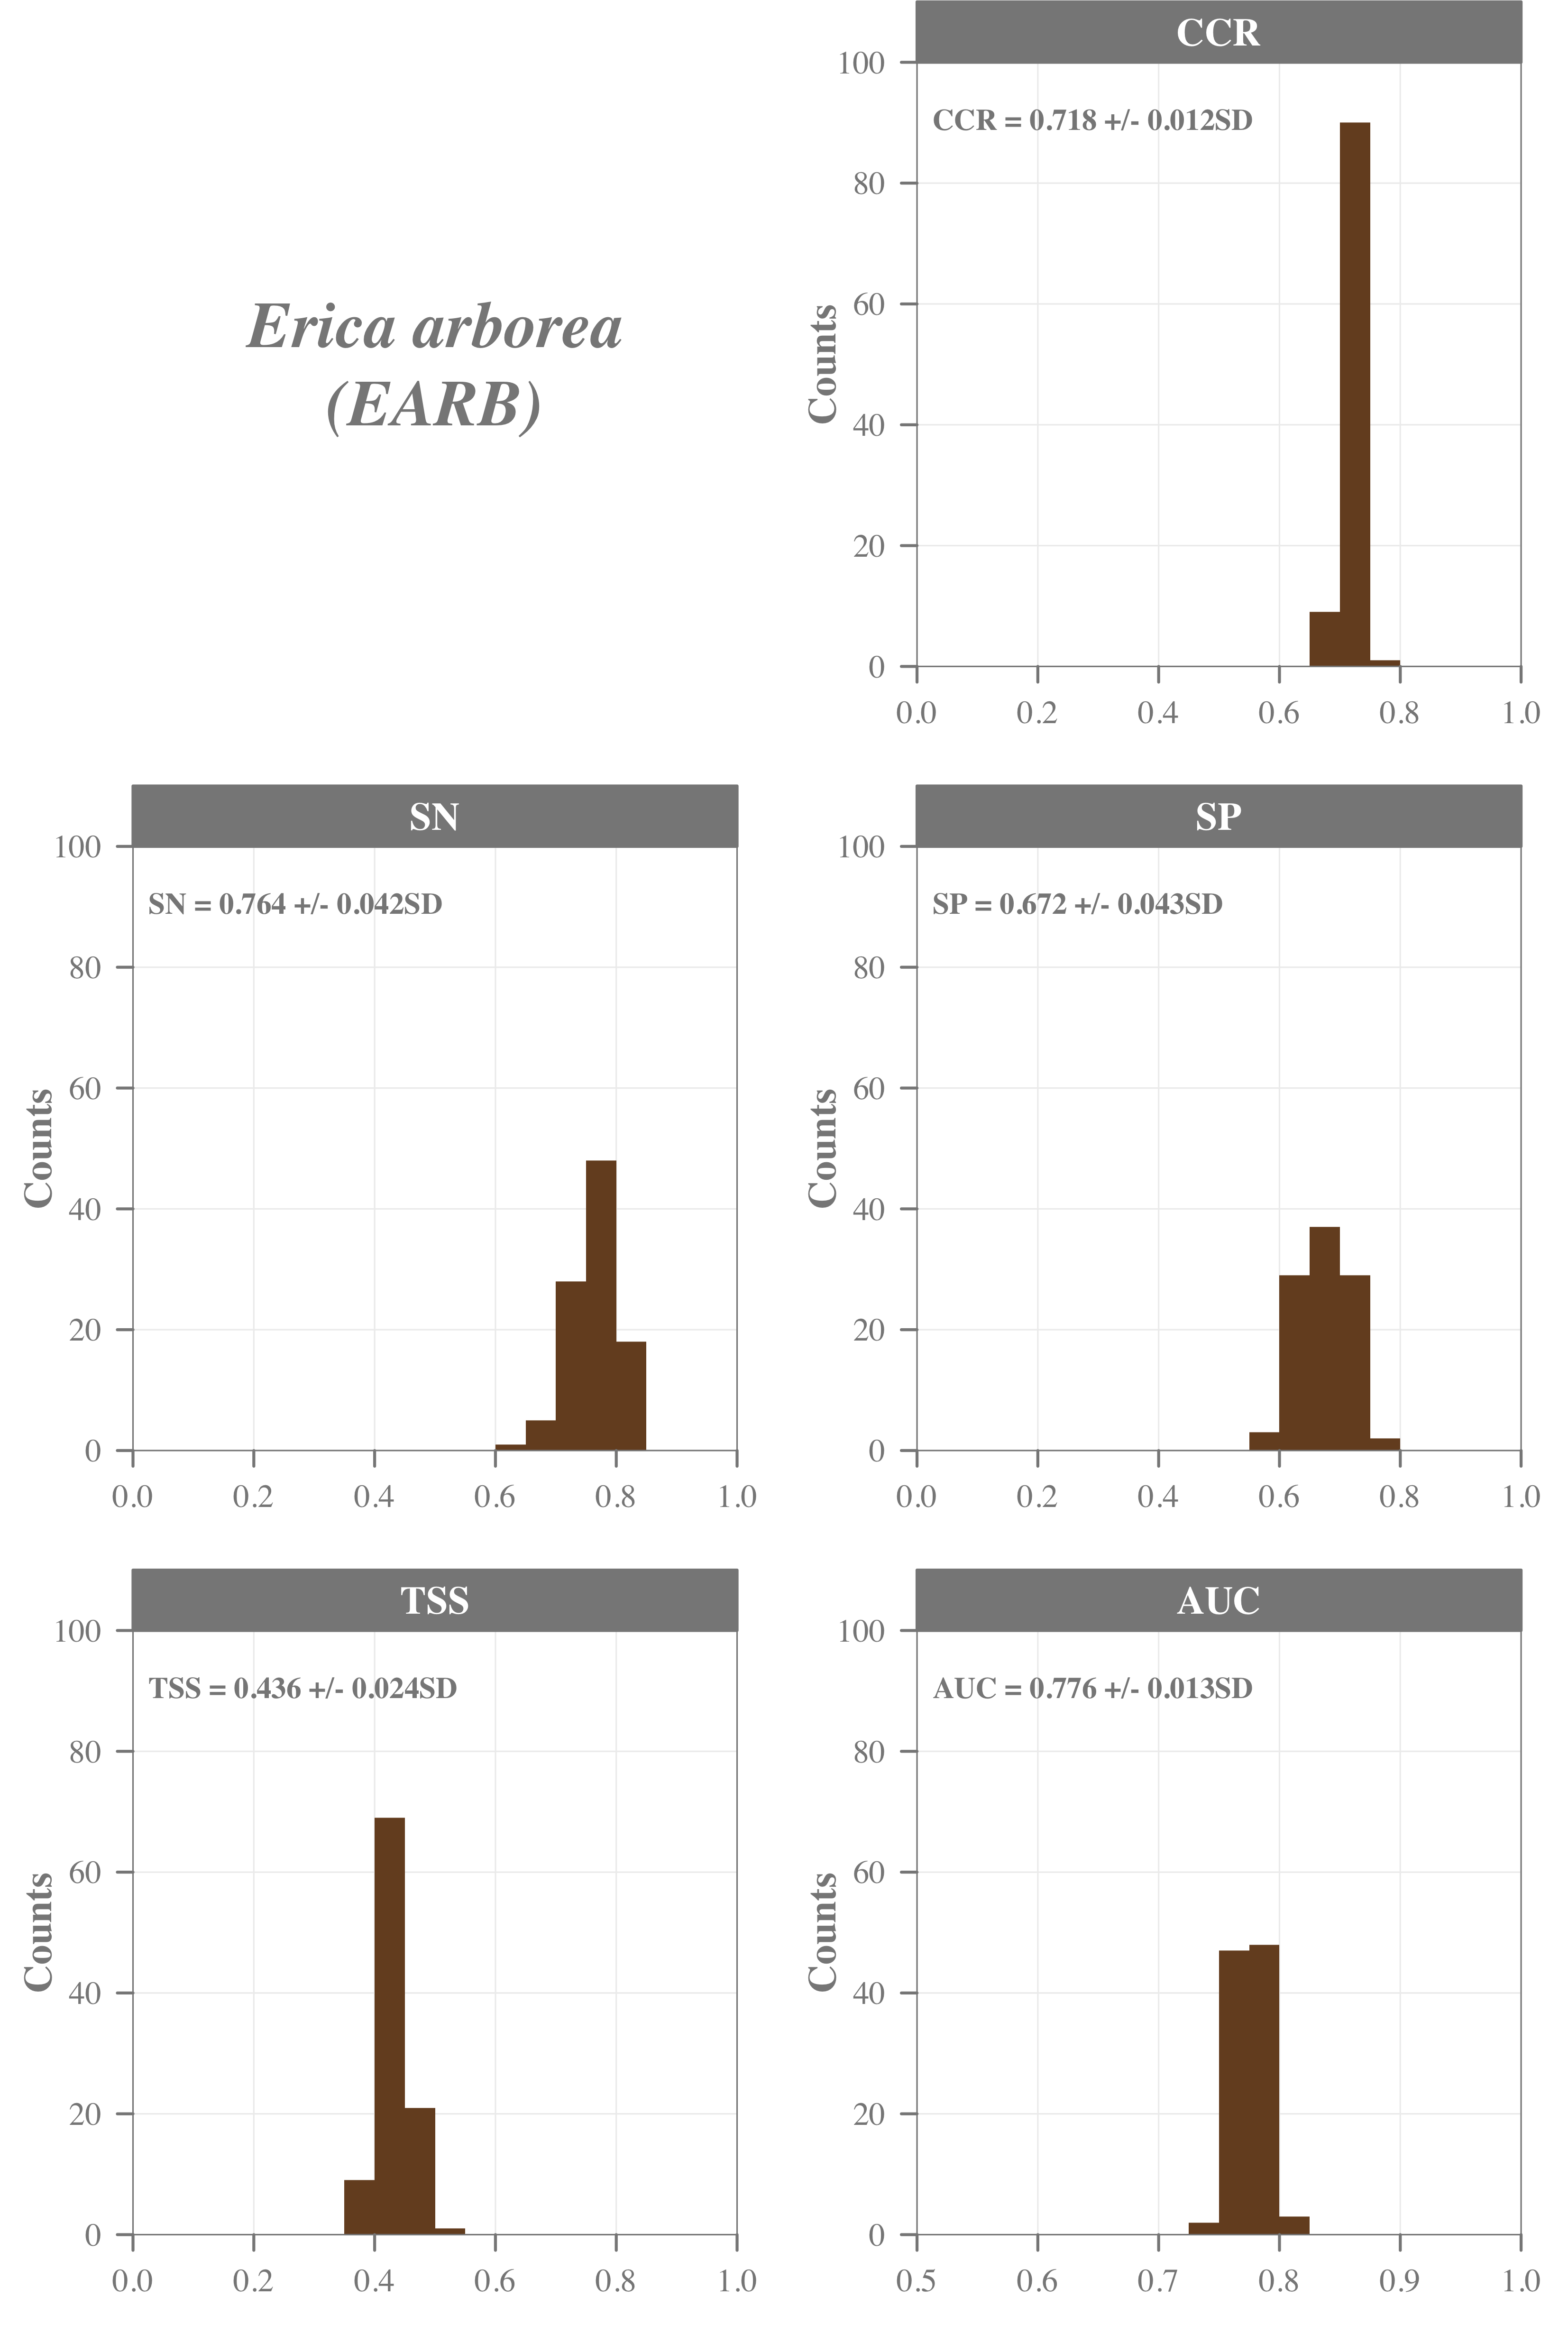 Erica arborea
(EARB)
CCR
CCR = 0.718 +/- 0.012SD
Counts
100
80
60
40
20
0
0.0 0.2 0.4 0.6 0.8 1.0
SN
SN = 0.764 +/- 0.042SD
Counts
100
80
60
40
20
0
0.0 0.2 0.4 0.6 0.8 1.0
SP
SP = 0.672 +/- 0.043SD
Counts
100
80
60
40
20
0
0.0 0.2 0.4 0.6 0.8 1.0
TSS
TSS = 0.436 +/- 0.024SD
Counts
100
80
60
40
20
0
0.0 0.2 0.4 0.6 0.8 1.0
AUC
AUC = 0.776 +/- 0.013SD
Counts
100
80
60
40
20
0
0.5 0.6 0.7 0.8 0.9 1.0